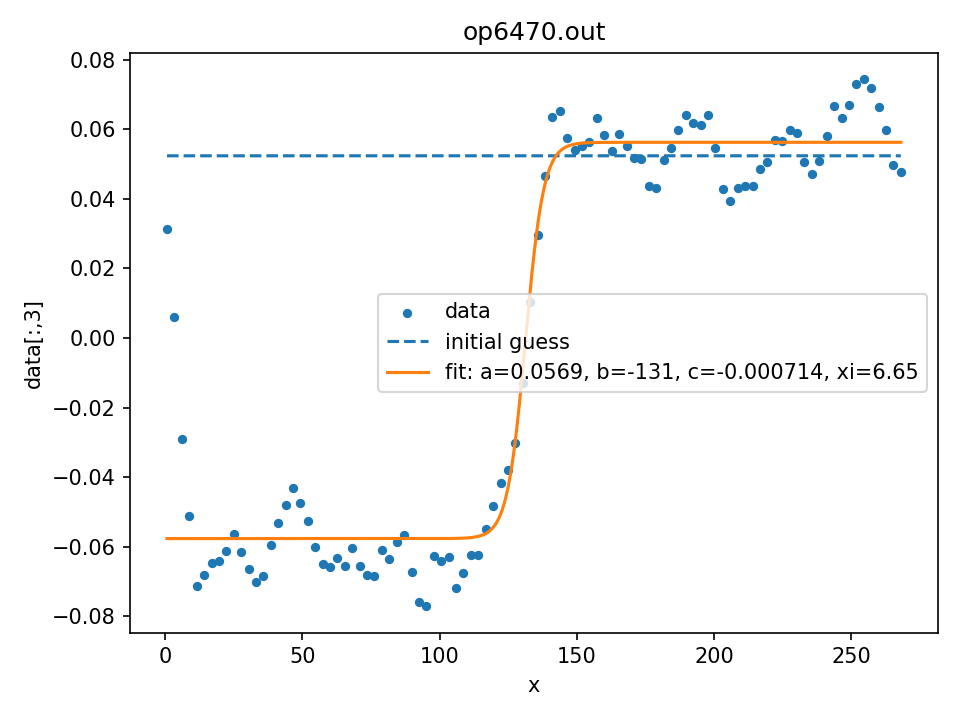 op6470.out
0.08
0.06
0.04
0.02
0.00
−0.02
−0.04
−0.06
−0.08
data[:,3]
data
initial guess
fit: a=0.0569, b=-131, c=-0.000714, xi=6.65
0 50 100 150 200 250
x